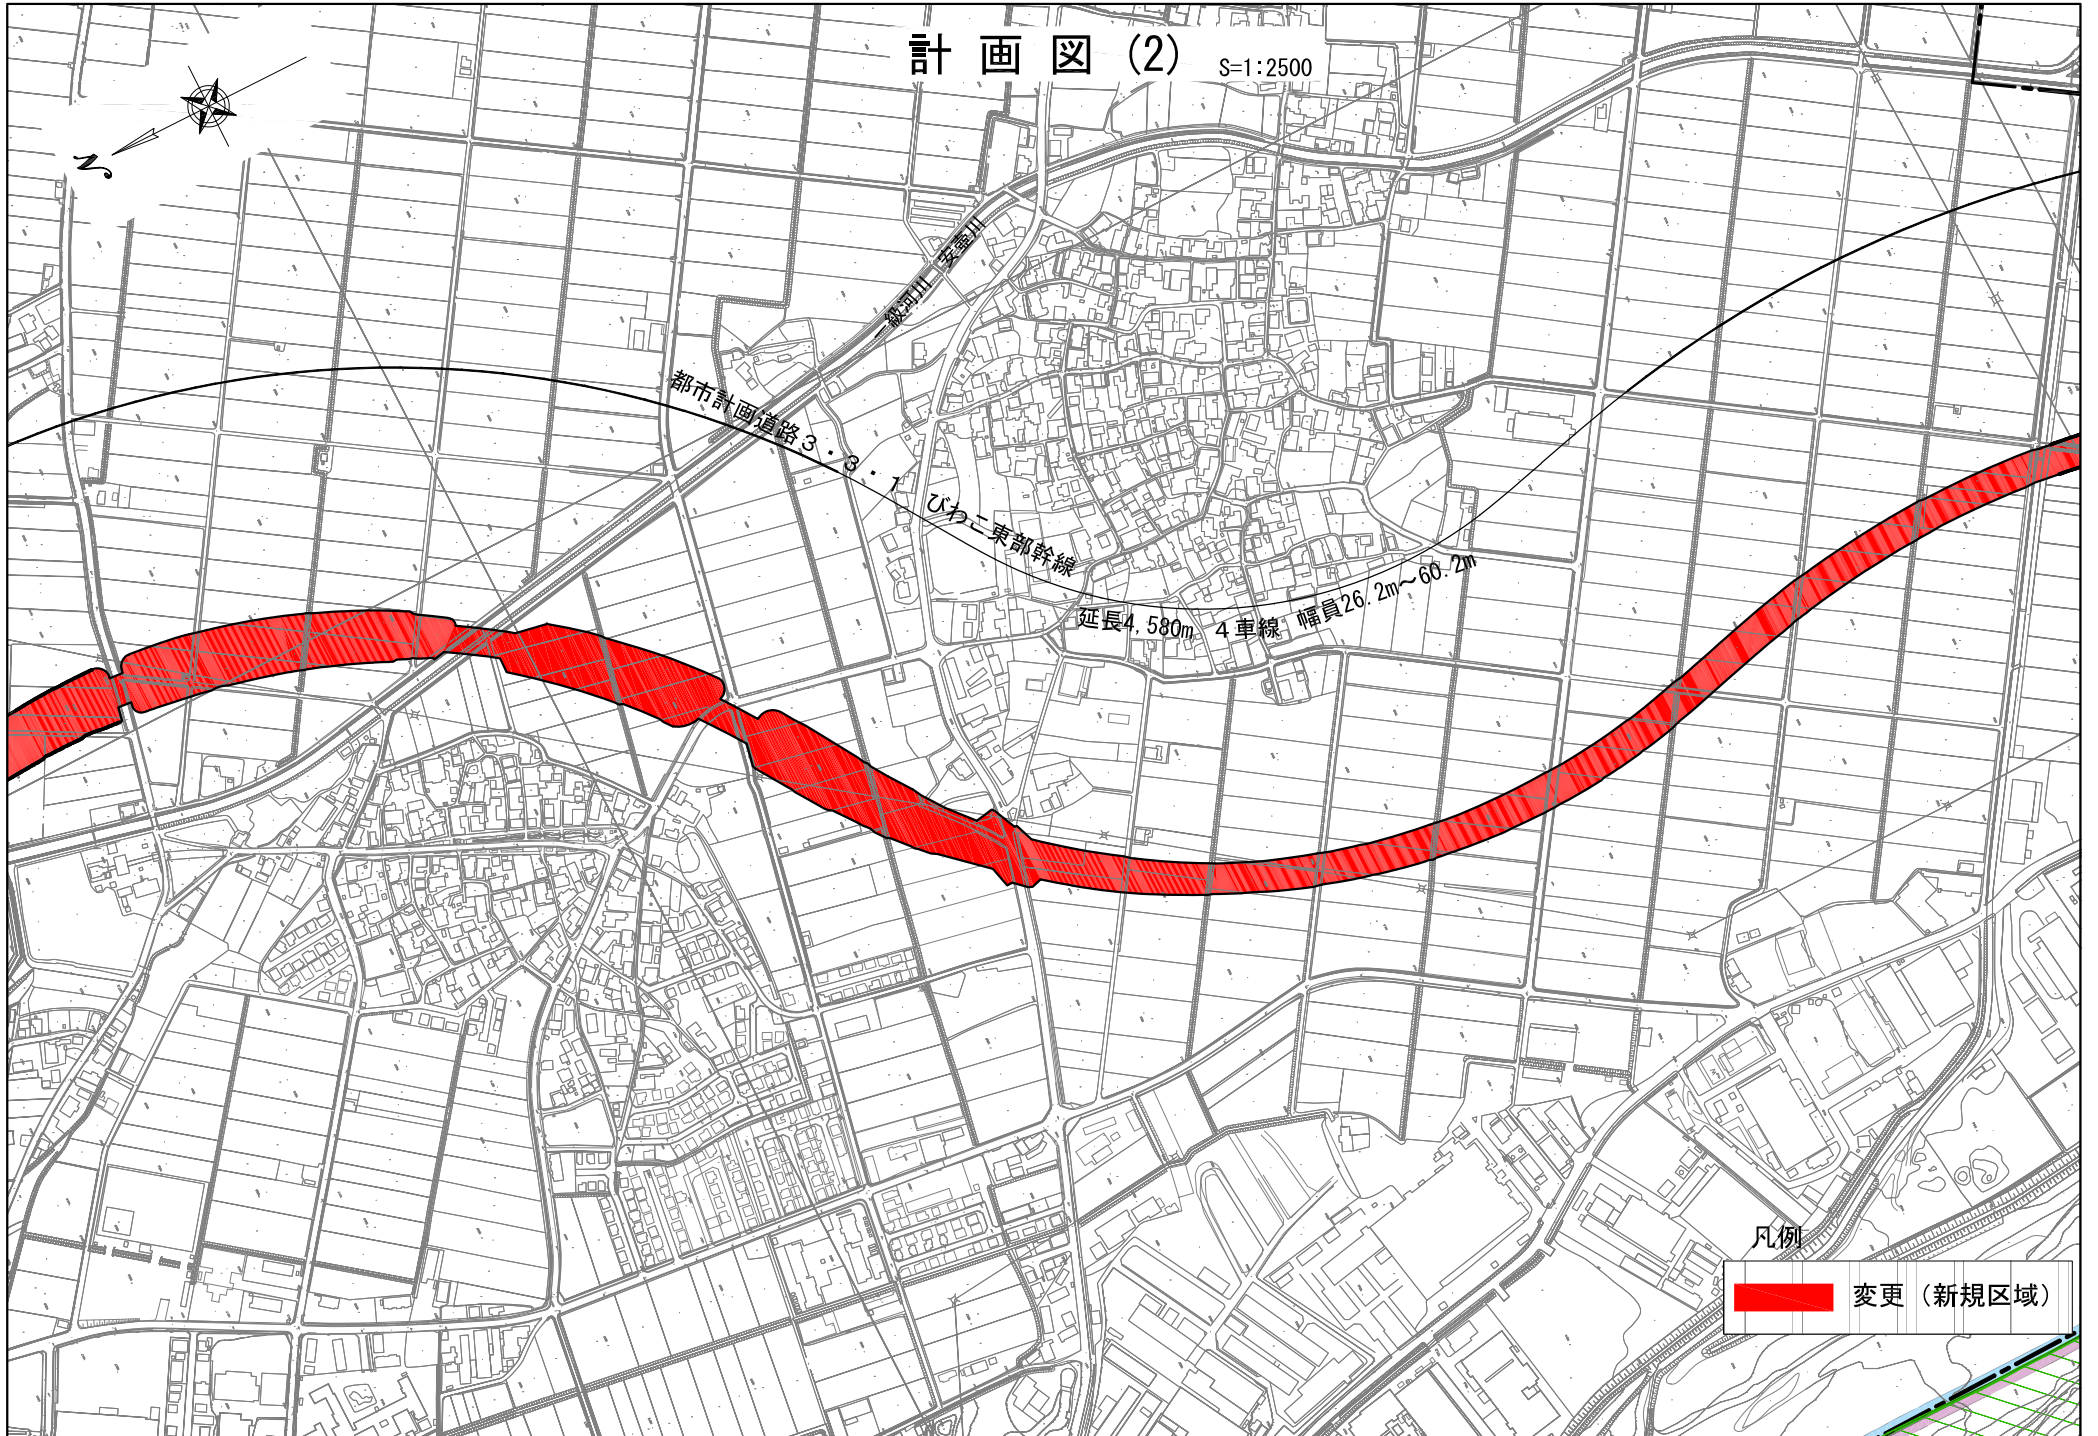 計画図(2) S=1:2500
N
一級河川 安壺川
都市計画道路3・3・1 びわこ東部幹線
延長4,580m 4車線 幅員26.2m～60.2m
凡例
変更（新規区域）